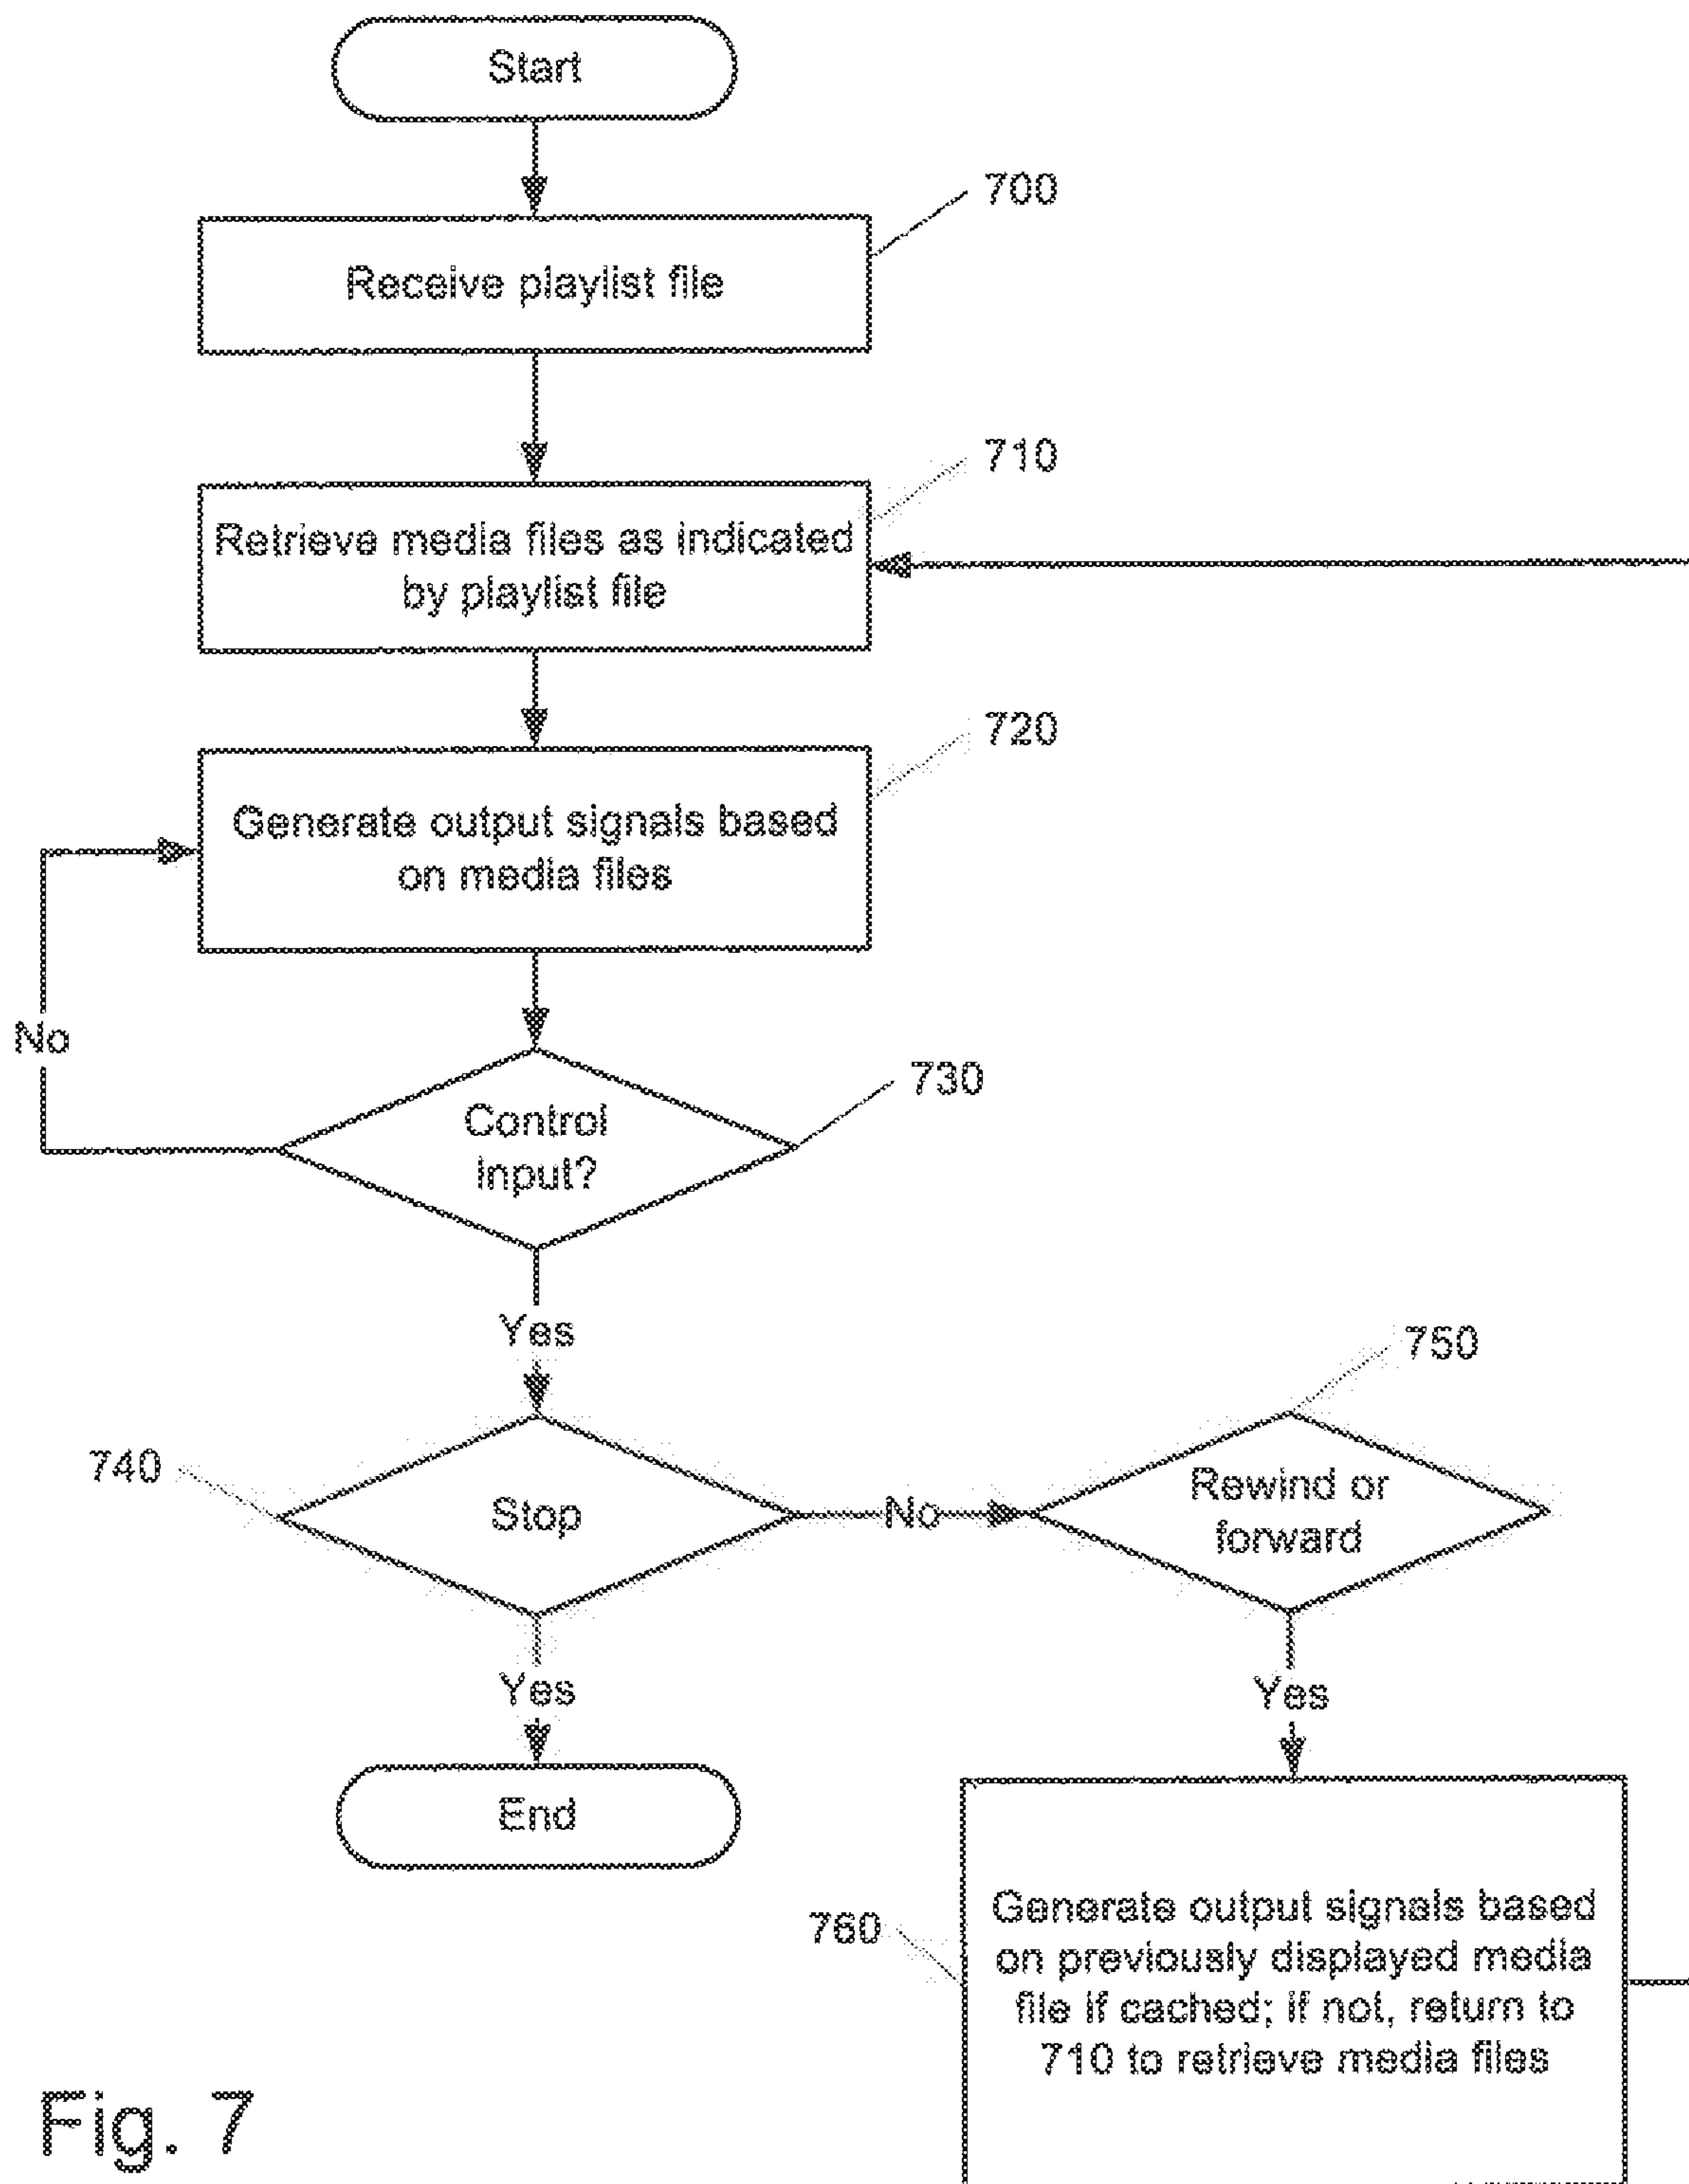 Start
700
Receive playlist file
710
Retrieve media files as indicated
by playlist file
720
Generate output signals based
on media files
No
730
Control
input?
Yes
750
740
Stop
No
Rewind or
forward
Yes
Yes
End
760
Generate output signals based
on previously displayed media
file if cached; if not, return to
710 to retrieve media files
Fig. 7